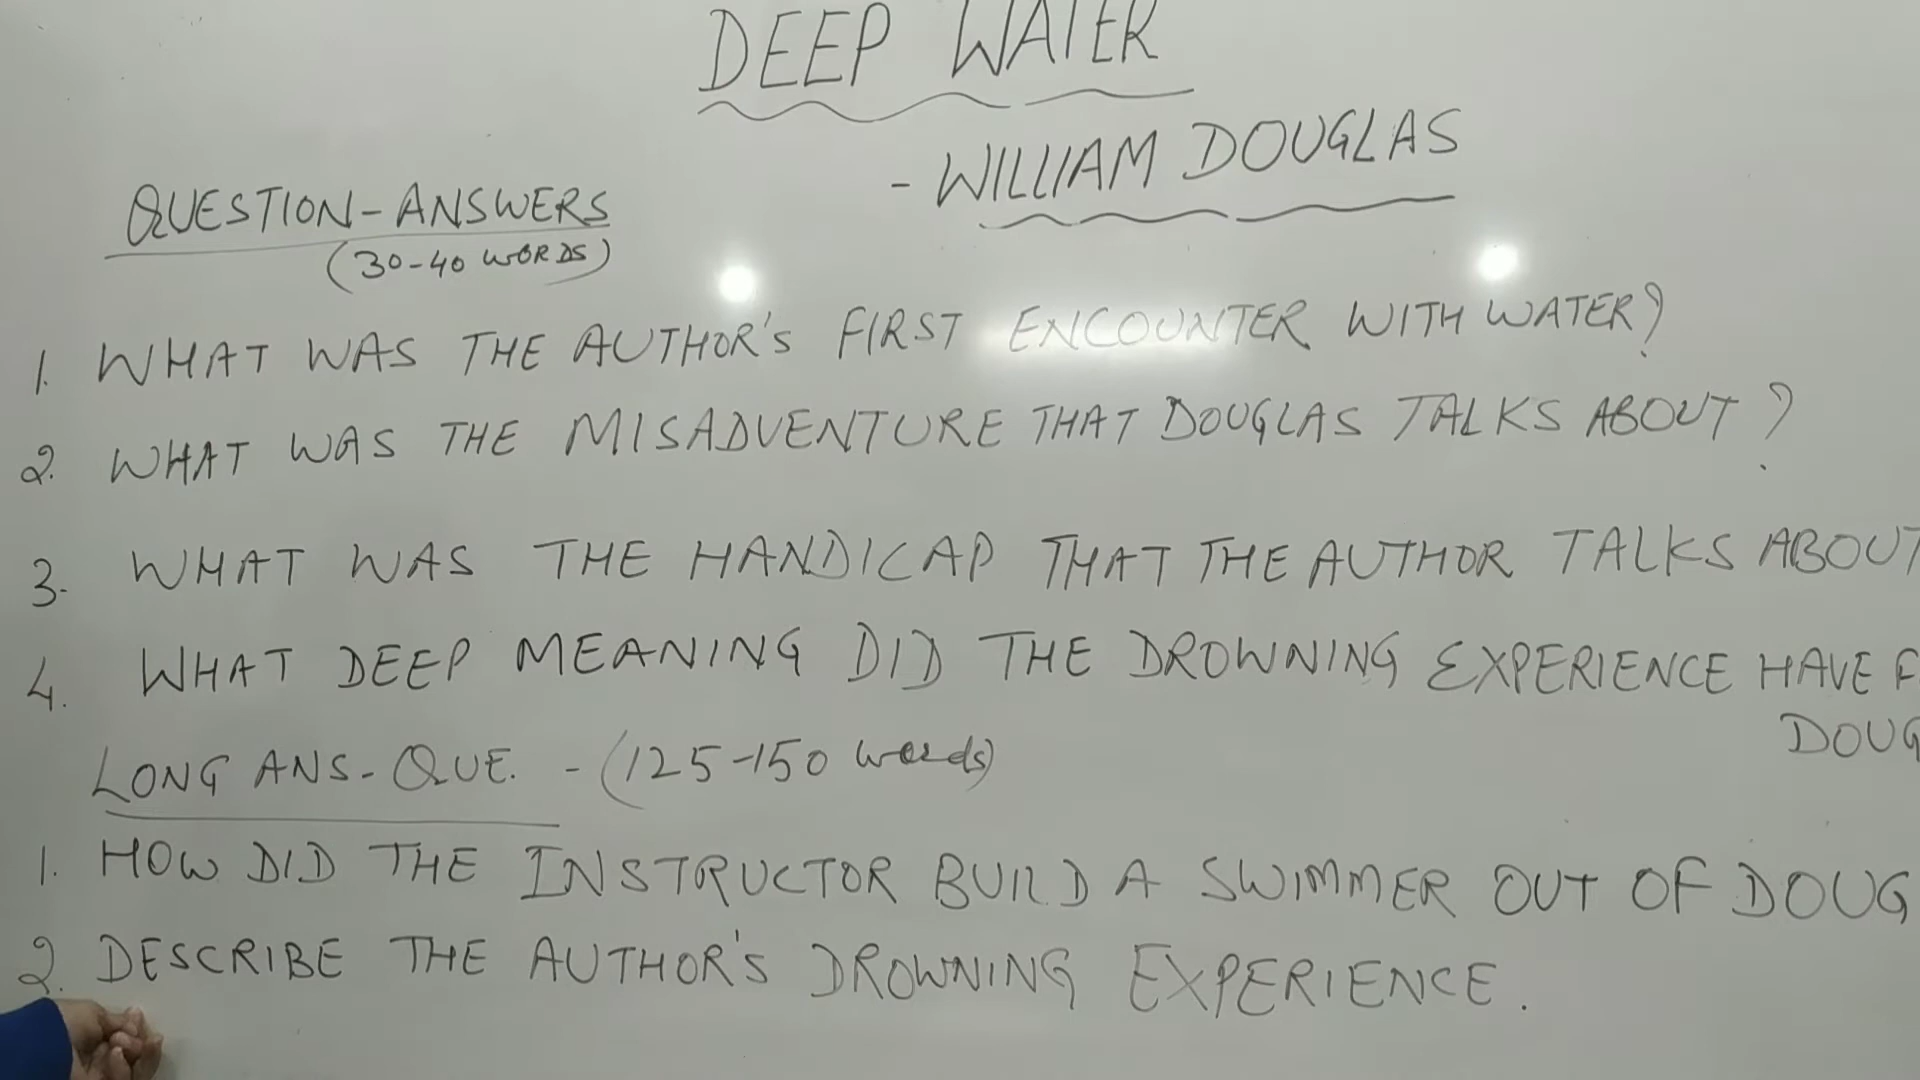 DEEP WATER
- WILLIAM DOUGLAS
QUESTION-ANSWERS
(30-40 WORDS)
1. WHAT WAS THE AUTHOR'S FIRST ENCOUNTER WITH WATER?
2. WHAT WAS THE MISADVENTURE THAT DOUGLAS TALKS ABOUT?
3. WHAT WAS THE HANDICAP THAT THE AUTHOR TALKS ABOUT
4. WHAT DEEP MEANING DID THE DROWNING EXPERIENCE HAVE F
DOUG
LONG ANS-QUE. - (125-150 words)
1. HOW DID THE INSTRUCTOR BUILD A SWIMMER OUT OF DOUG
2. DESCRIBE THE AUTHOR'S DROWNING EXPERIENCE.